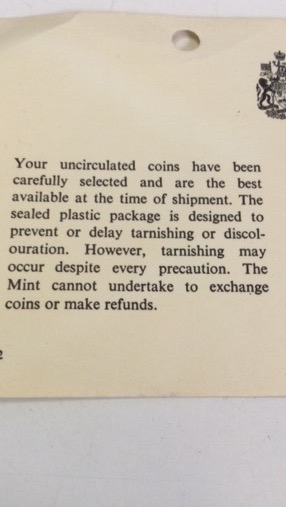 Your uncirculated coins have been
carefully selected and are the best
available at the time of shipment. The
sealed plastic package is designed to
prevent or delay tarnishing or discol-
ouration. However, tarnishing may
occur despite every precaution. The
Mint cannot undertake to exchange
coins or make refunds.
2